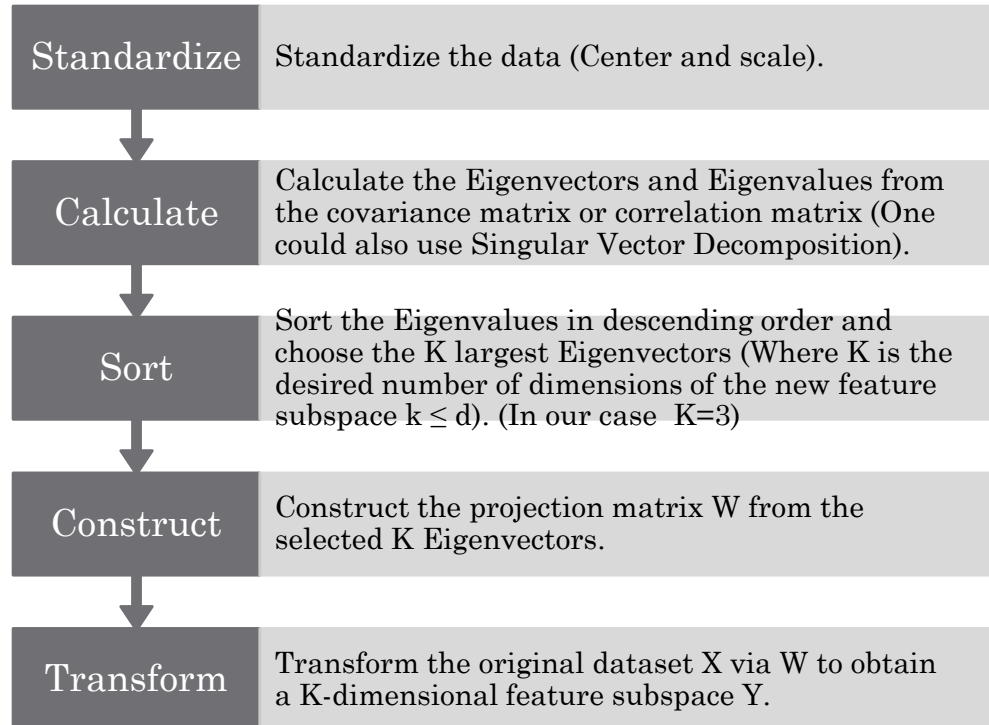 Standardize
Standardize the data (Center and scale).
Calculate
Calculate the Eigenvectors and Eigenvalues from
the covariance matrix or correlation matrix (One
could also use Singular Vector Decomposition).
Sort
Sort the Eigenvalues in descending order and
choose the K largest Eigenvectors (Where K is the
desired number of dimensions of the new feature
subspace k ≤ d). (In our case  K=3)
Construct
Construct the projection matrix W from the
selected K Eigenvectors.
Transform
Transform the original dataset X via W to obtain
a K-dimensional feature subspace Y.